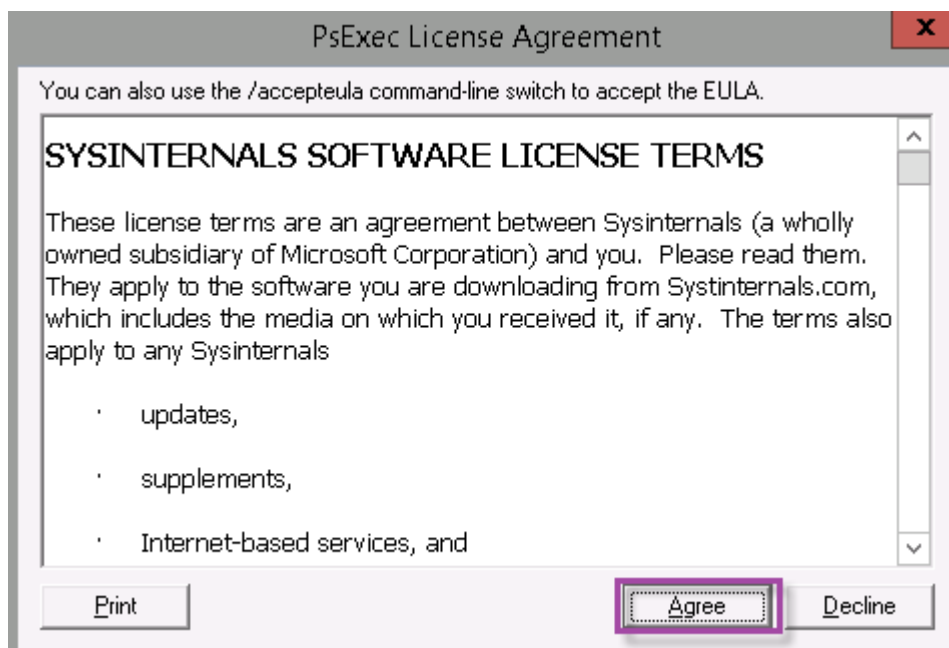 PsExec License Agreement
x
You can also use the /accepteula command-line switch to accept the EULA.
SYSINTERNALS SOFTWARE LICENSE TERMS
These license terms are an agreement between Sysinternals (a wholly
owned subsidiary of Microsoft Corporation) and you.  Please read them.
They apply to the software you are downloading from Systinternals.com,
which includes the media on which you received it, if any.  The terms also
apply to any Sysinternals
· updates,
· supplements,
· Internet-based services, and
Print Agree Decline